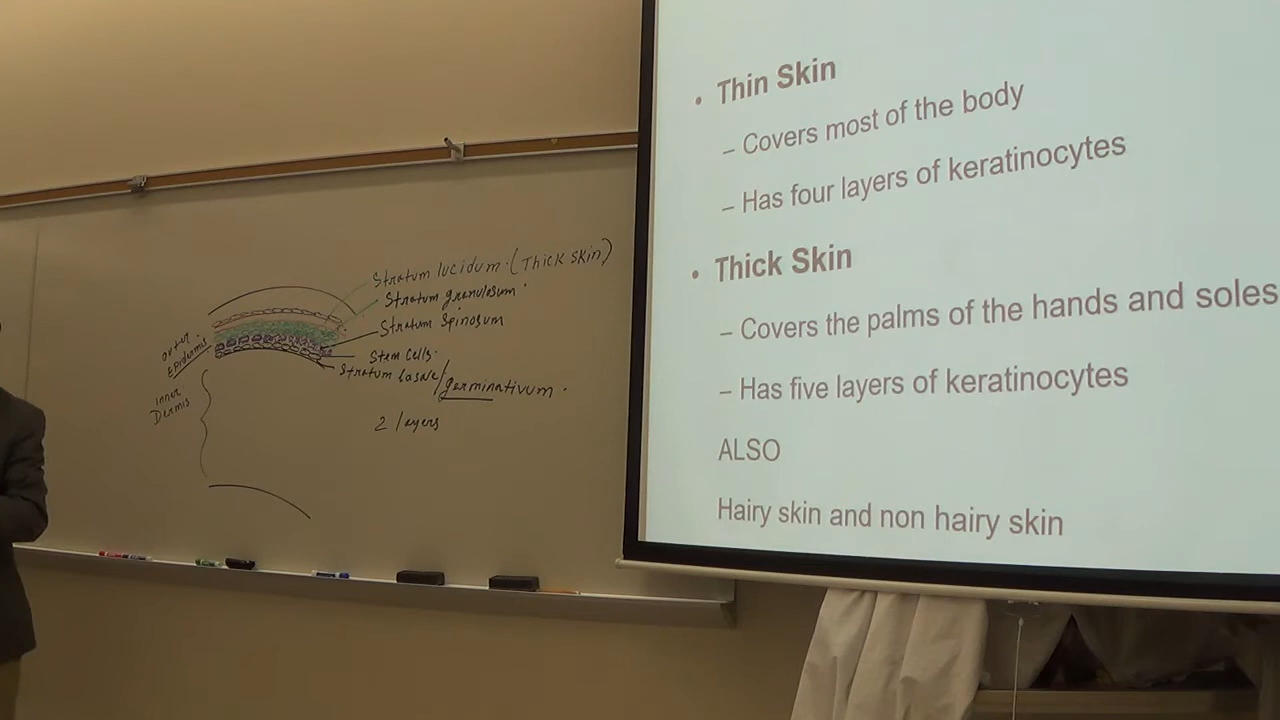 Stratum lucidum. (Thick skin)
Stratum granulosum.
Stratum spinosum
Stem cells.
Stratum basale/germinativum.
2 layers
outer
Epidermis
inner
Dermis
• Thin Skin
– Covers most of the body
– Has four layers of keratinocytes
• Thick Skin
– Covers the palms of the hands and soles
– Has five layers of keratinocytes
ALSO
Hairy skin and non hairy skin